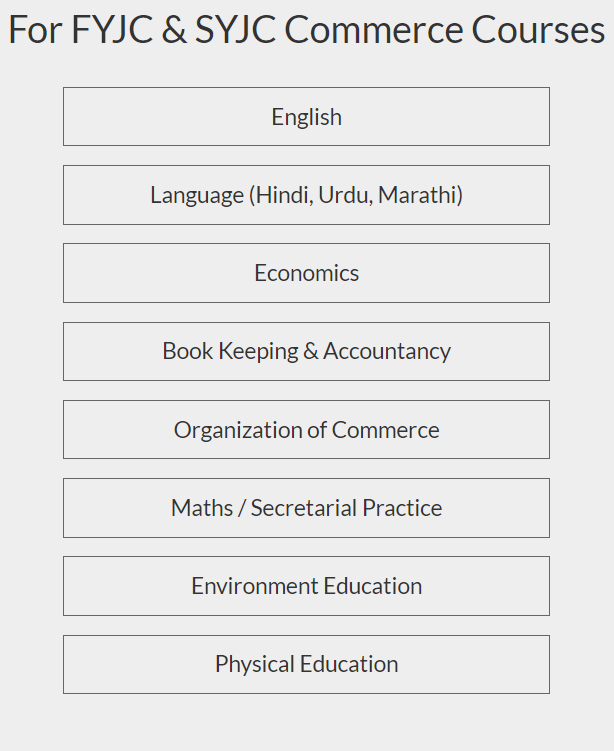 For FYJC & SYJC Commerce Courses
English
Language (Hindi, Urdu, Marathi)
Economics
Book Keeping & Accountancy
Organization of Commerce
Maths / Secretarial Practice
Environment Education
Physical Education